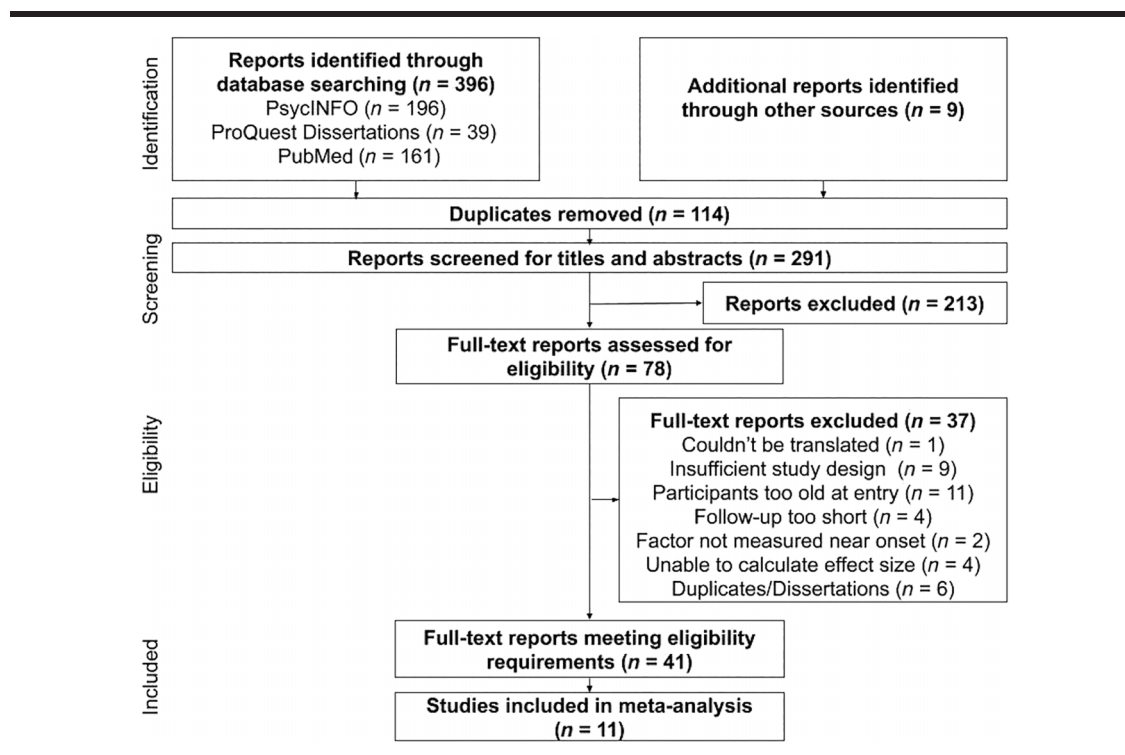 Identification
Reports identified through
database searching (n = 396)
PsycINFO (n = 196)
ProQuest Dissertations (n = 39)
PubMed (n = 161)
Additional reports identified
through other sources (n = 9)
Duplicates removed (n = 114)
Screening
Reports screened for titles and abstracts (n = 291)
Reports excluded (n = 213)
Full-text reports assessed for
eligibility (n = 78)
Eligibility
Full-text reports excluded (n = 37)
Couldn't be translated (n = 1)
Insufficient study design (n = 9)
Participants too old at entry (n = 11)
Follow-up too short (n = 4)
Factor not measured near onset (n = 2)
Unable to calculate effect size (n = 4)
Duplicates/Dissertations (n = 6)
Included
Full-text reports meeting eligibility
requirements (n = 41)
Studies included in meta-analysis
(n = 11)